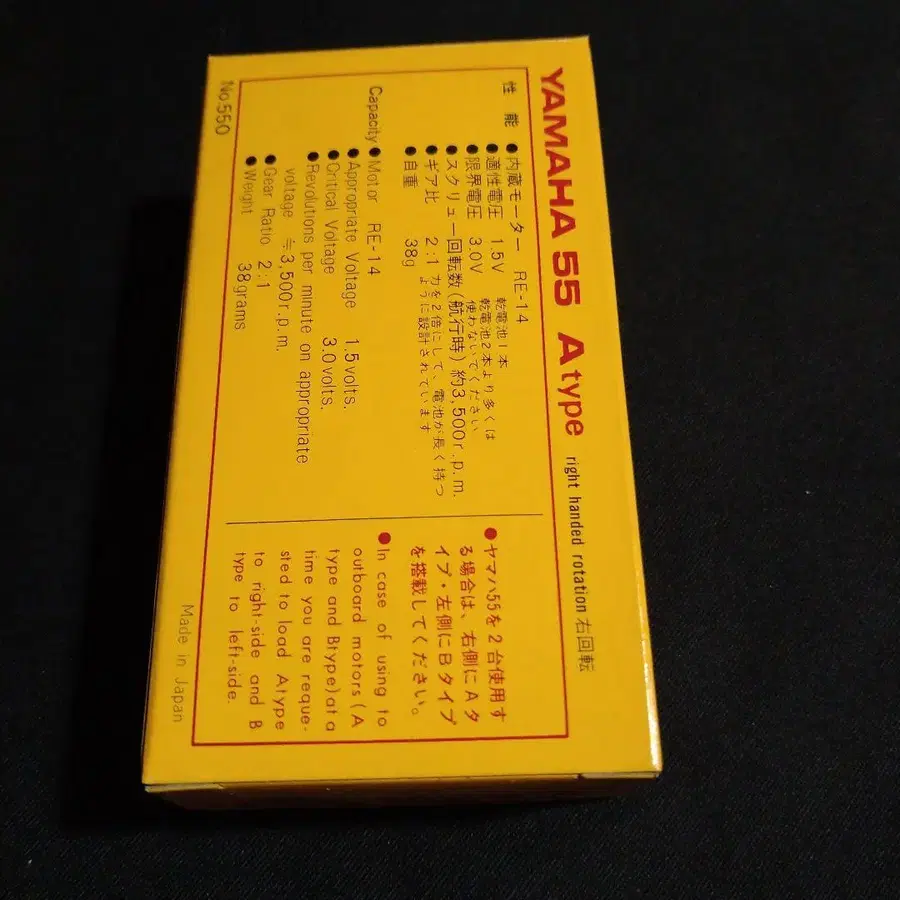 YAMAHA 55 A type right handed rotation 右回転
性能 ●内蔵モーター RE-14
●適性電圧 1.5V 乾電池1本
●限界電圧 3.0V 乾電池2本より多くは使わないでください
●スクリュー回転数(航行時)約3,500r.p.m.
●ギア比 2:1 力を2倍にして、電池が長く持つように設計されています
●自重 38g
Capacity ●Motor RE-14
●Appropriate Voltage 1.5volts.
●Critical Voltage 3.0volts.
●Revolutions per minute on appropriate
voltage ≒3,500r.p.m.
●Gear Ratio 2:1
●Weight 38grams
●ヤマハ55を2台使用す
る場合は、右側にAタ
イプ・左側にBタイプ
を搭載してください。
●In case of using to
outboard motors(A
type and Btype)at a
time you are reque-
sted to load Atype
to right-side and B
type to left-side.
No.550
Made in Japan